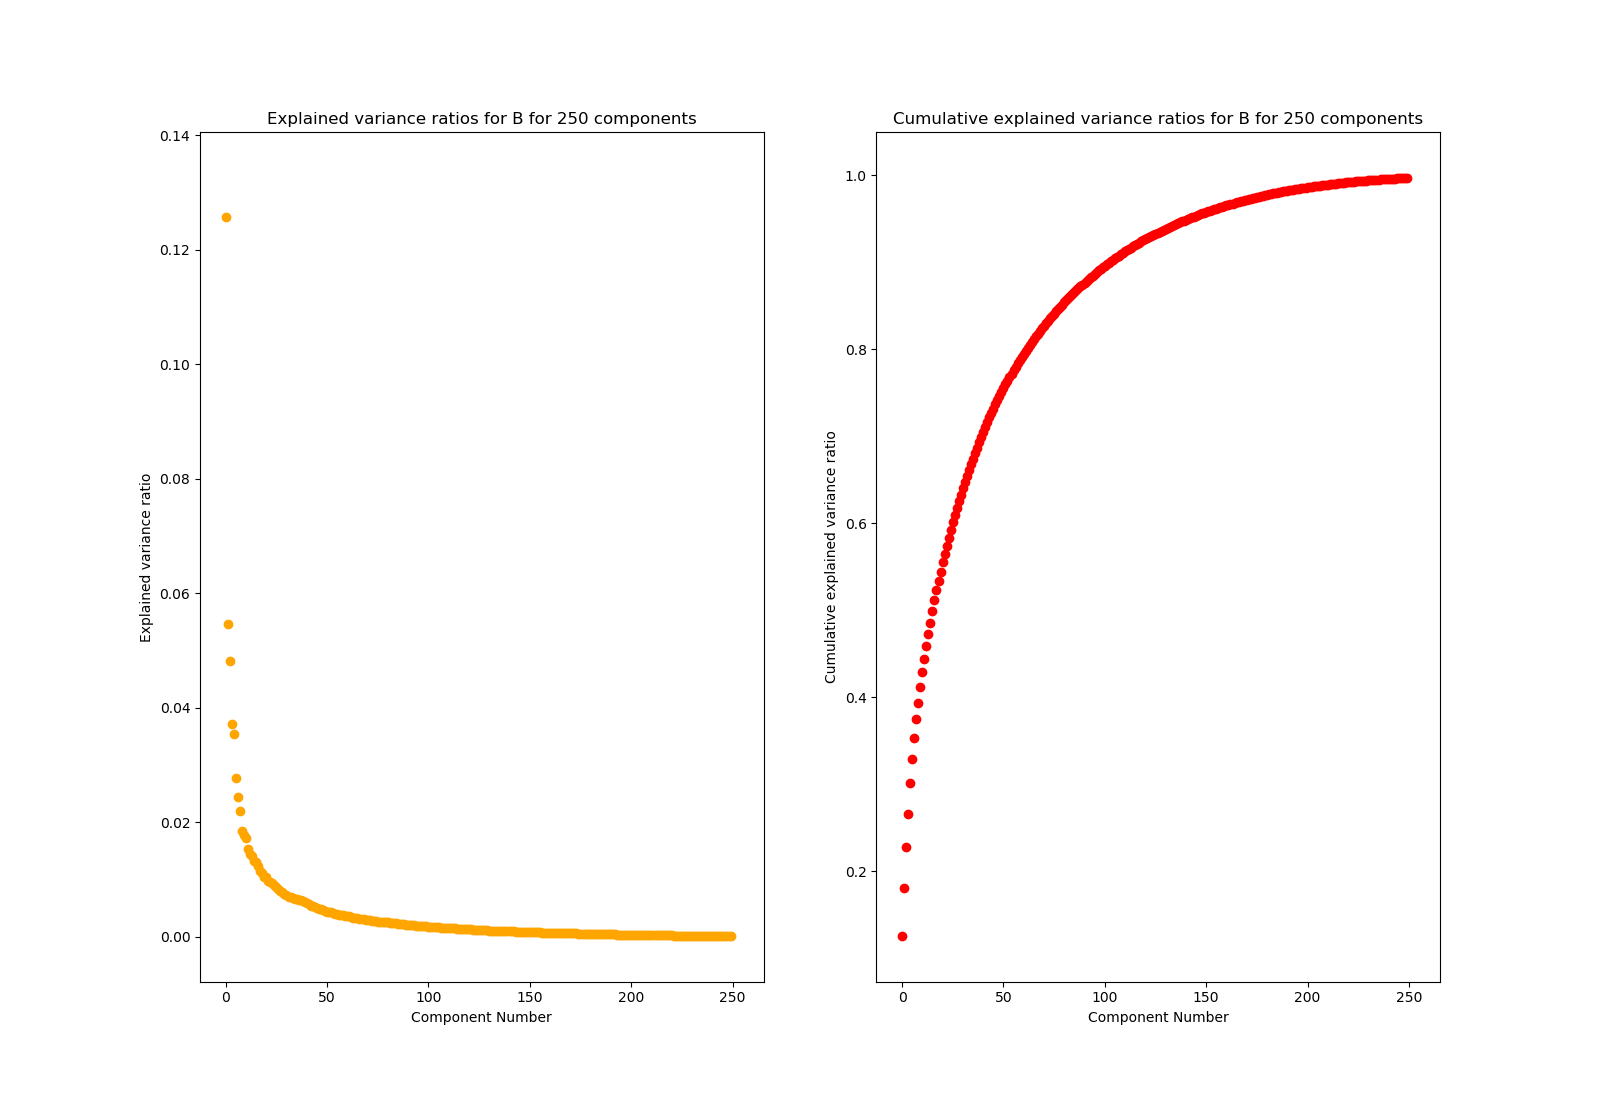 Explained variance ratios for B for 250 components
0.14
0.12
0.10
0.08
0.06
0.04
0.02
0.00
Explained variance ratio
0 50 100 150 200 250
Component Number
Cumulative explained variance ratios for B for 250 components
1.0
0.8
0.6
0.4
0.2
Cumulative explained variance ratio
0 50 100 150 200 250
Component Number